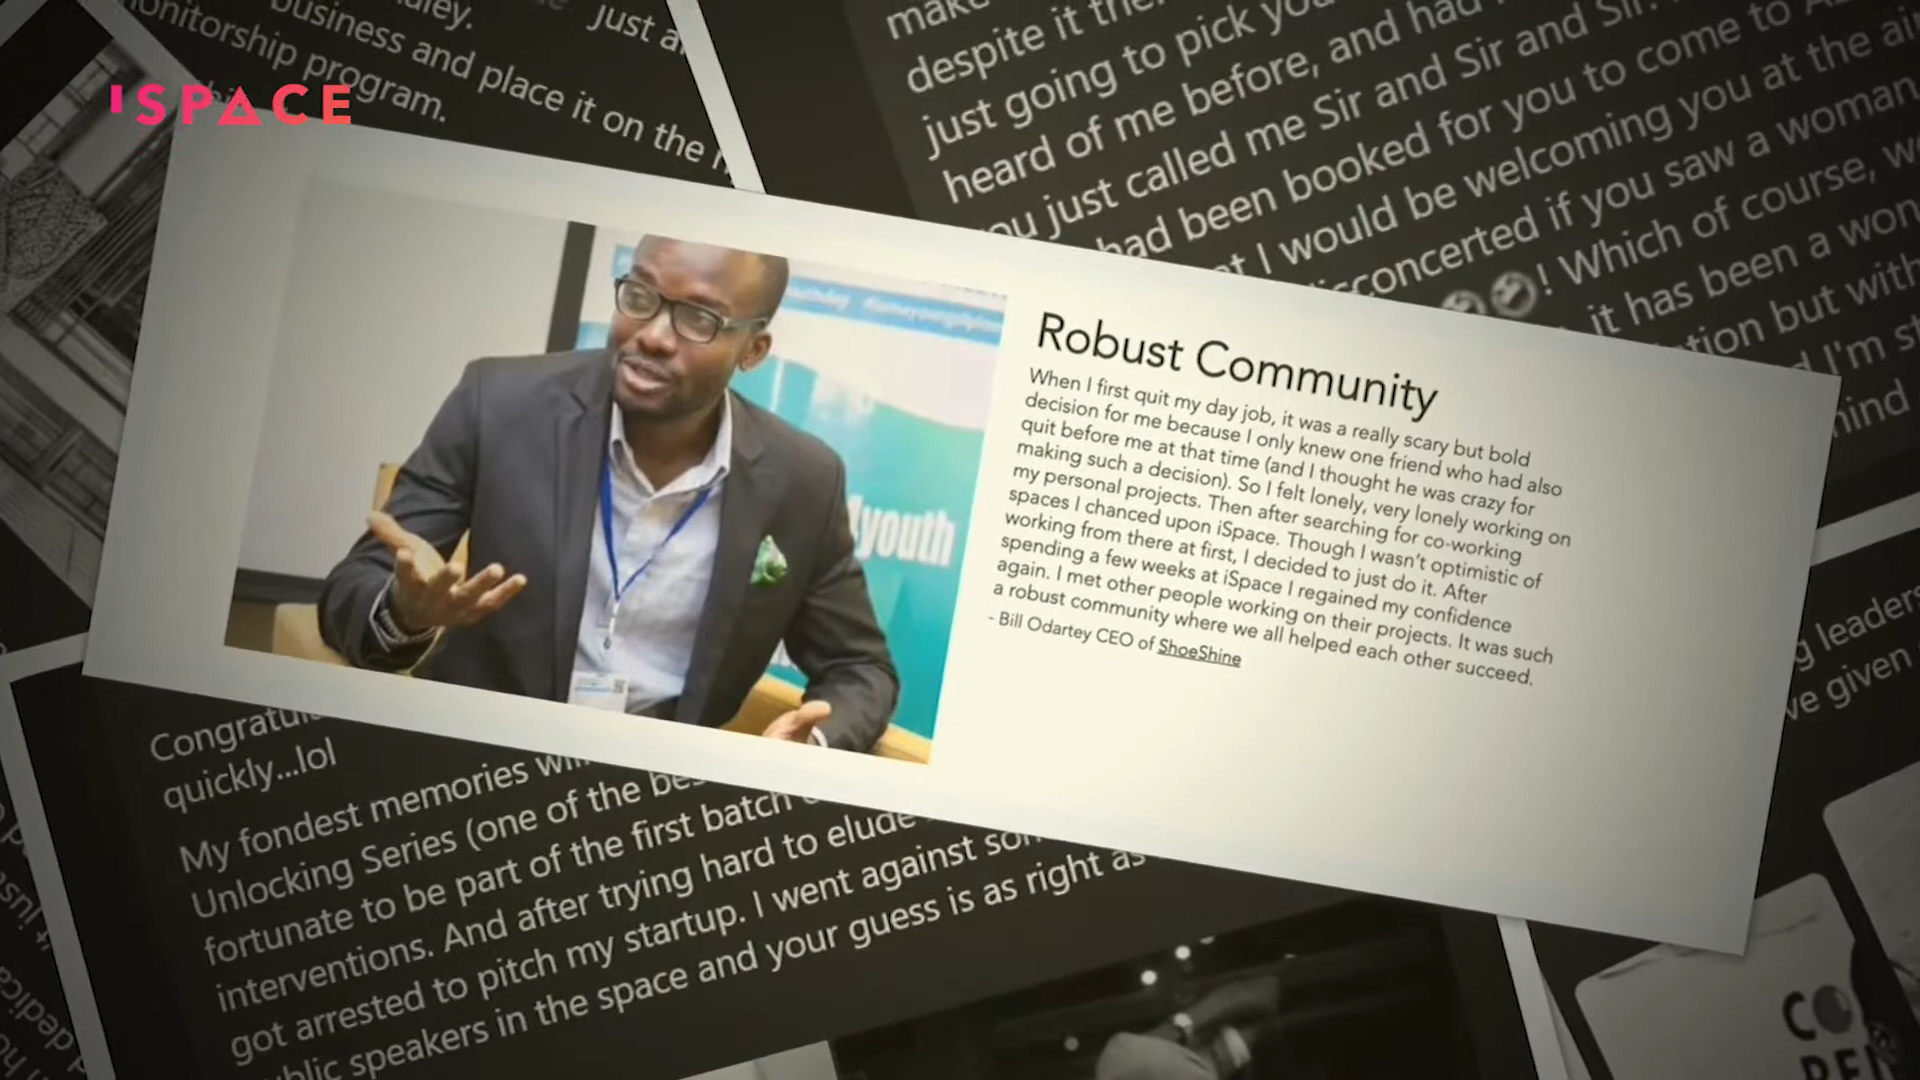 ISPACE
uley.
Just a
monitorship program.
business and place it on the
make
despite it the
just going to pick you
heard of me before, and had
you just called me Sir and Sir and Sir.
had been booked for you to come to
I would be welcoming you at the air
disconcerted if you saw a woman
! Which of course, we
it has been a won
but with
I'm st
mind
Robust Community
When I first quit my day job, it was a really scary but bold
decision for me because I only knew one friend who had also
quit before me at that time (and I thought he was crazy for
making such a decision). So I felt lonely, very lonely working on
my personal projects. Then after searching for co-working
spaces I chanced upon iSpace. Though I wasn't optimistic of
working from there at first, I decided to just do it. After
spending a few weeks at iSpace I regained my confidence
again. I met other people working on their projects. It was such
a robust community where we all helped each other succeed.
- Bill Odartey CEO of ShoeShine
youth
leaders
given
Congratul
quickly...lol
My fondest memories
Unlocking Series (one of the be
fortunate to be part of the first batch
interventions. And after trying hard to elude
got arrested to pitch my startup. I went against som
public speakers in the space and your guess is as right as